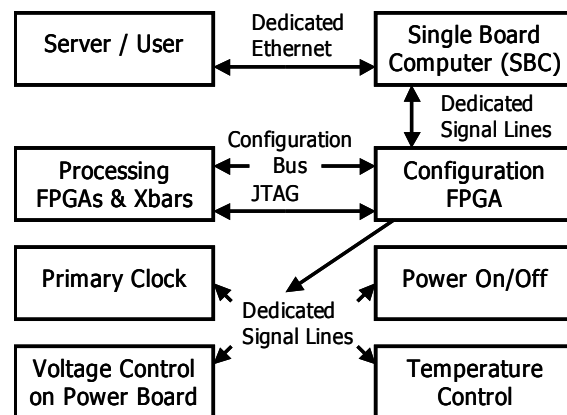 Server / User
Dedicated
Ethernet
Single Board
Computer (SBC)
Dedicated
Signal Lines
Processing
FPGAs & Xbars
Configuration
Bus
JTAG
Configuration
FPGA
Primary Clock
Power On/Off
Dedicated
Signal Lines
Voltage Control
on Power Board
Temperature
Control